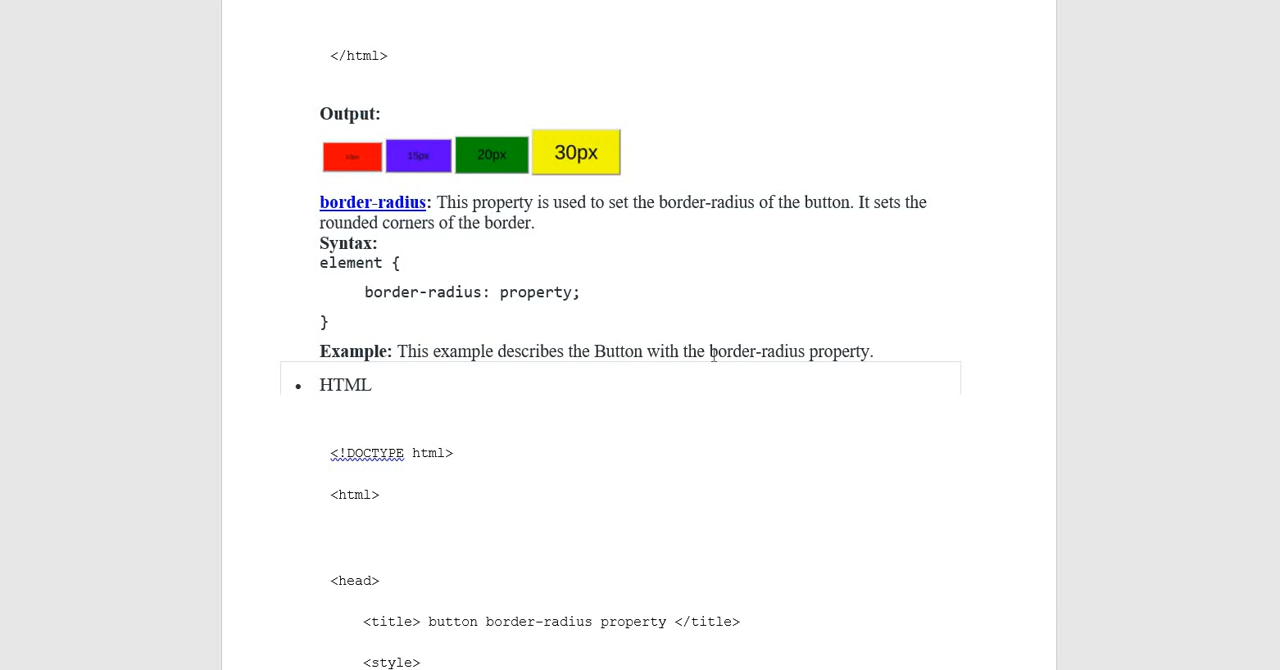 </html>
Output:
15px 20px 30px
border-radius: This property is used to set the border-radius of the button. It sets the
rounded corners of the border.
Syntax:
element {
border-radius: property;
}
Example: This example describes the Button with the border-radius property.
• HTML
<!DOCTYPE html>
<html>
<head>
<title> button border-radius property </title>
<style>